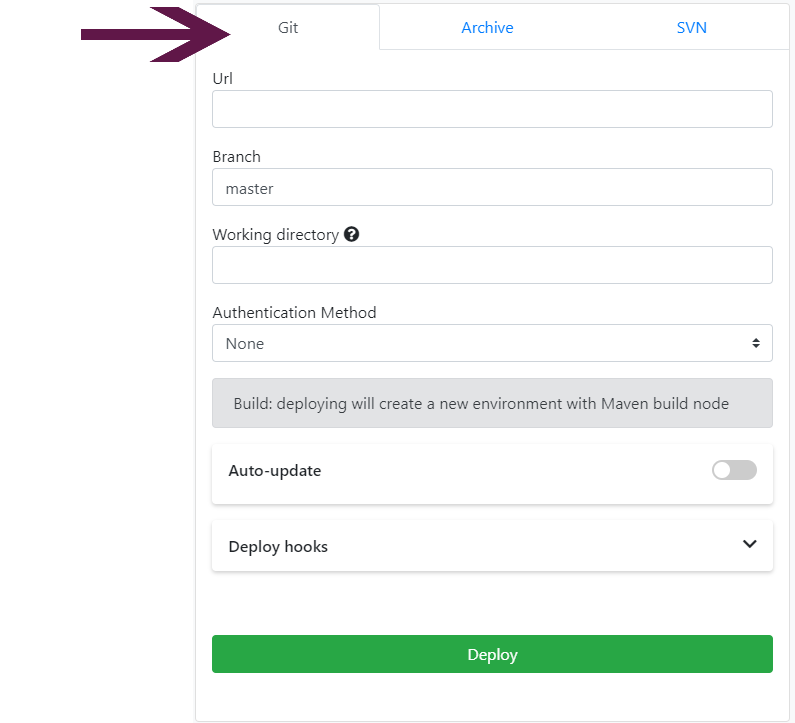 Git Archive SVN
Url
Branch
master
Working directory
Authentication Method
None
Build: deploying will create a new environment with Maven build node
Auto-update
Deploy hooks
Deploy